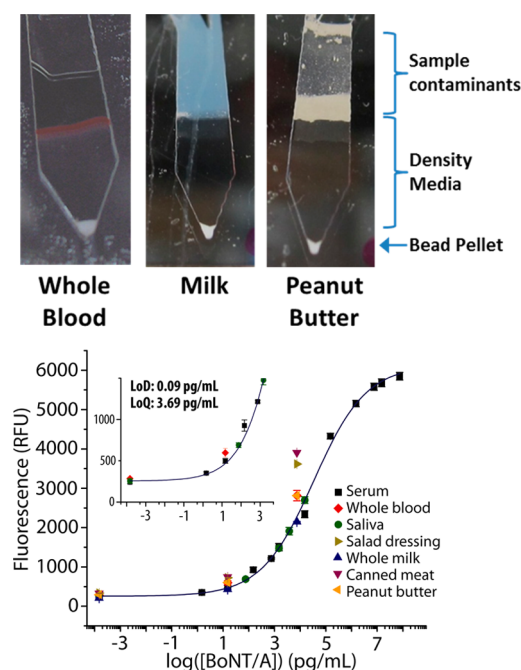 Sample
contaminants
Density
Media
Bead Pellet
Whole
Blood
Milk
Peanut
Butter
6000
5000
4000
3000
2000
1000
0
Fluorescence (RFU)
LoD: 0.09 pg/mL
LoQ: 3.69 pg/mL
1000
500
0
-3 -1 1 3
Serum
Whole blood
Saliva
Salad dressing
Whole milk
Canned meat
Peanut butter
-3 -1 1 3 5 7
log([BoNT/A]) (pg/mL)